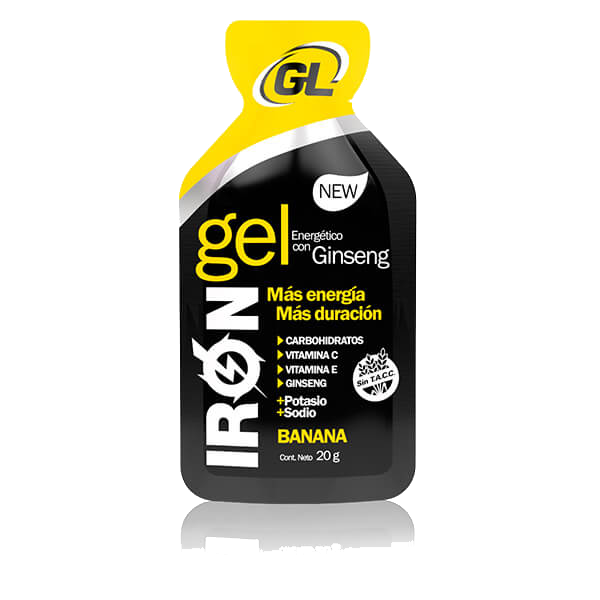 GL
NEW
gel
Energético
con Ginseng
IRÓN
Más energía
Más duración
CARBOHIDRATOS
VITAMINA C
VITAMINA E
GINSENG
+Potasio
+Sodio
Sin T.A.C.C.
BANANA
Cont. Neto 20 g